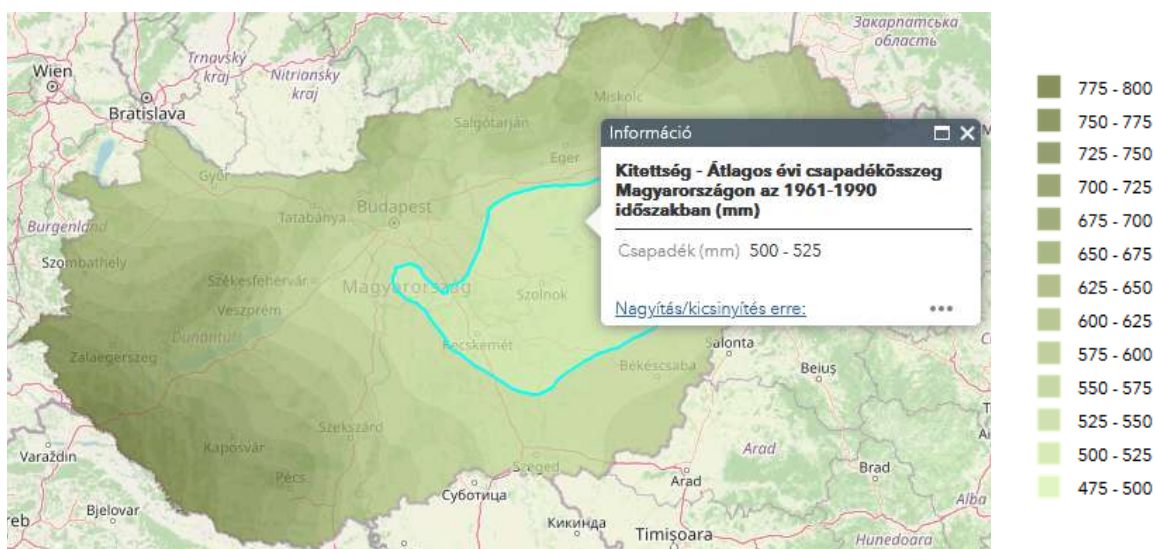 Закарпатська
область
Trnavský
kraj
Nitriansky
kraj
Wien
Bratislava
Miskolc
Salgótarján
Eger
Győr
Tatabánya
Budapest
Burgenland
Szombathely
Székesfehérvár
Magyarország
Szolnok
Veszprém
Dunántúl
Zalaegerszeg
Kecskemét
Békéscsaba
Salonta
Beiuș
Szekszárd
Kaposvár
Pécs
Varaždin
Szeged
Arad
Arad
Brad
Суботица
Alba
Bjelovar
Кикинда
Timișoara
Hunedoara
Információ
Kitettség - Átlagos évi csapadékösszeg
Magyarországon az 1961-1990
időszakban (mm)
Csapadék (mm) 500 - 525
Nagyítás/kicsinyítés erre:
775 - 800
750 - 775
725 - 750
700 - 725
675 - 700
650 - 675
625 - 650
600 - 625
575 - 600
550 - 575
525 - 550
500 - 525
475 - 500